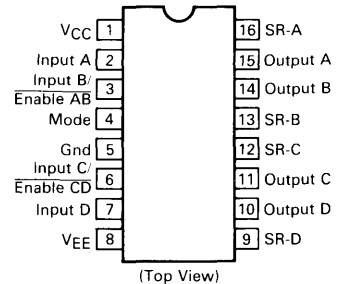 VCC 1 16 SR-A
Input A 2 15 Output A
Input B/
Enable AB 3 14 Output B
Mode 4 13 SR-B
Gnd 5 12 SR-C
Input C/
Enable CD 6 11 Output C
Input D 7 10 Output D
VEE 8 9 SR-D
(Top View)